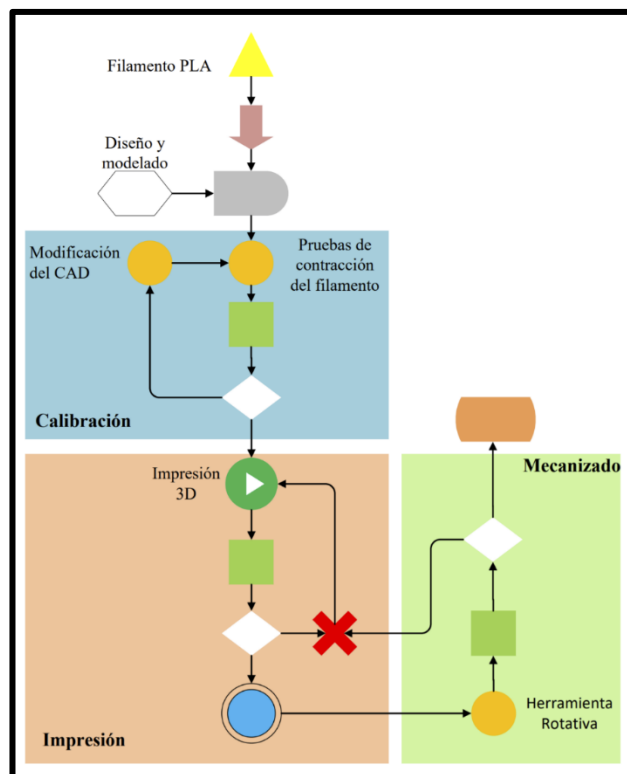 Filamento PLA
Diseño y
modelado
Modificación
del CAD
Pruebas de
contracción
del filamento
Calibración
Impresión
3D
Mecanizado
Herramienta
Rotativa
Impresión